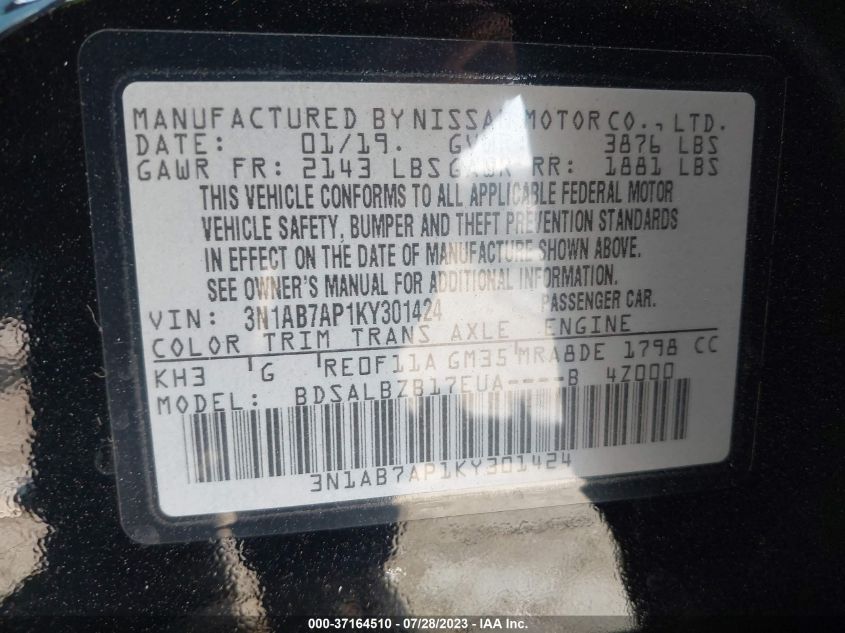 MANUFACTURED BY NISSAN MOTOR CO., LTD.
DATE: 01/19. GV 3876 LBS
GAWR FR: 2143 LBS GAWR RR: 1881 LBS
THIS VEHICLE CONFORMS TO ALL APPLICABLE FEDERAL MOTOR
VEHICLE SAFETY, BUMPER AND THEFT PREVENTION STANDARDS
IN EFFECT ON THE DATE OF MANUFACTURE SHOWN ABOVE.
SEE OWNER'S MANUAL FOR ADDITIONAL INFORMATION.
VIN: 3N1AB7AP1KY301424 PASSENGER CAR.
COLOR TRIM TRANS AXLE ENGINE
KH3 G RE0F11A GM35 MRA8DE 1798 CC
MODEL: BDSALBZB17EUA----B 4Z000
3N1AB7AP1KY301424
000-37164510 / 07/28/2023 - IAA Inc.